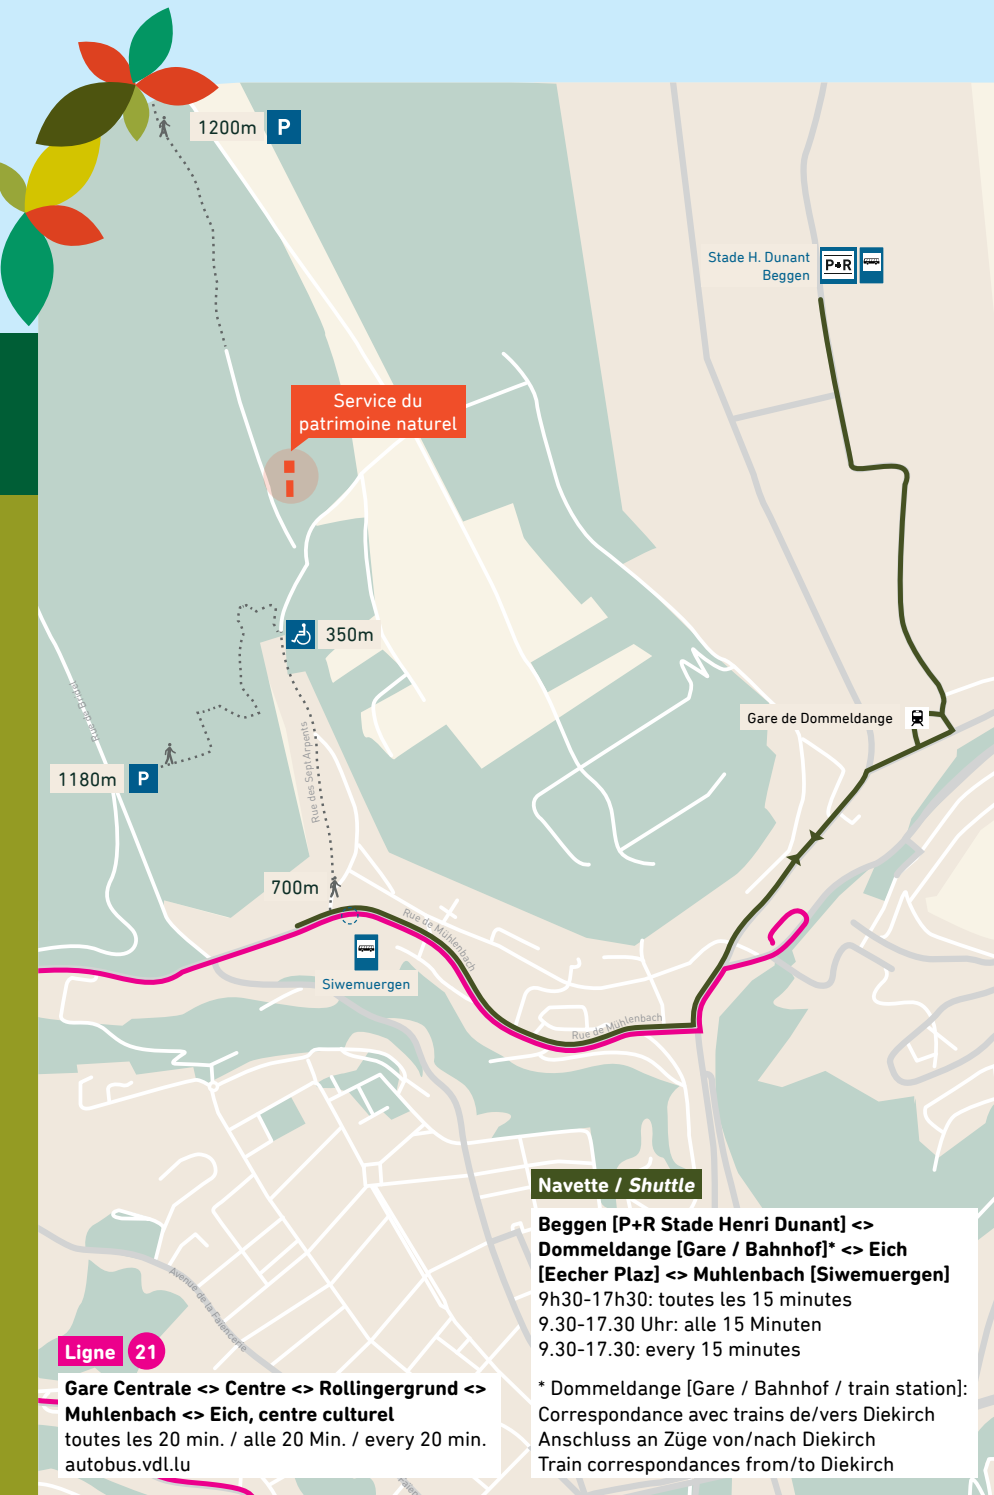 1200m P
Stade H. Dunant
Beggen
P+R
Service du
patrimoine naturel
350m
Rue de Bridel
Gare de Dommeldange
Rue des Sept Arpents
1180m P
700m
Rue de Mühlenbach
Siwemuergen
Rue de Mühlenbach
Navette / Shuttle
Beggen [P+R Stade Henri Dunant] <>
Dommeldange [Gare / Bahnhof]* <> Eich
[Eecher Plaz] <> Muhlenbach [Siwemuergen]
9h30-17h30: toutes les 15 minutes
9.30-17.30 Uhr: alle 15 Minuten
9.30-17.30: every 15 minutes
* Dommeldange [Gare / Bahnhof / train station]:
Correspondance avec trains de/vers Diekirch
Anschluss an Züge von/nach Diekirch
Train correspondances from/to Diekirch
Avenue de la Faïencerie
Ligne 21
Gare Centrale <> Centre <> Rollingergrund <>
Muhlenbach <> Eich, centre culturel
toutes les 20 min. / alle 20 Min. / every 20 min.
autobus.vdl.lu